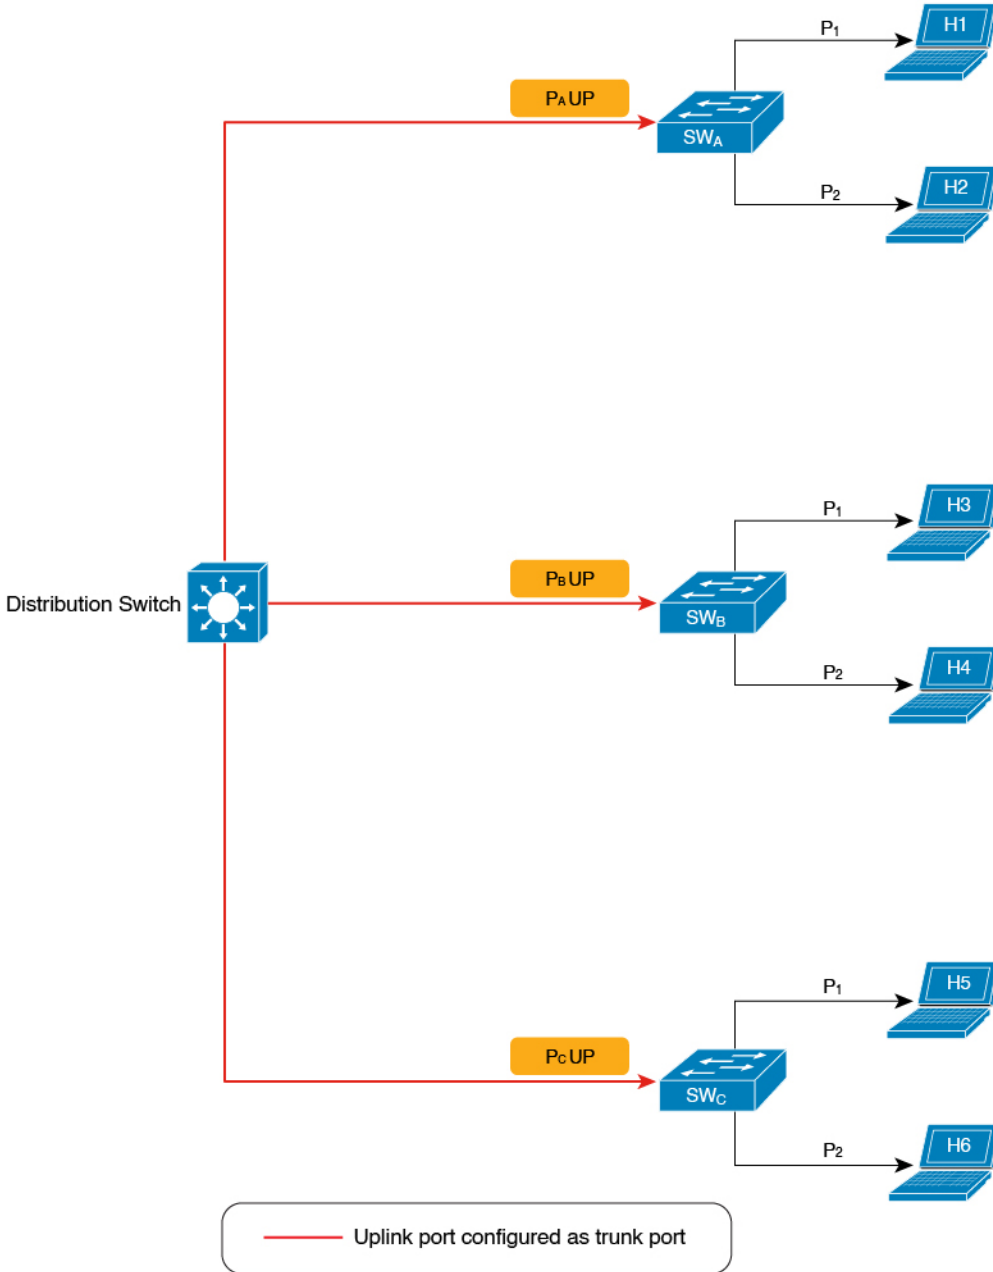 P1
H1
PA UP
SWA
P2
H2
P1
H3
Distribution Switch
PB UP
SWB
P2
H4
P1
H5
PC UP
SWC
P2
H6
Uplink port configured as trunk port